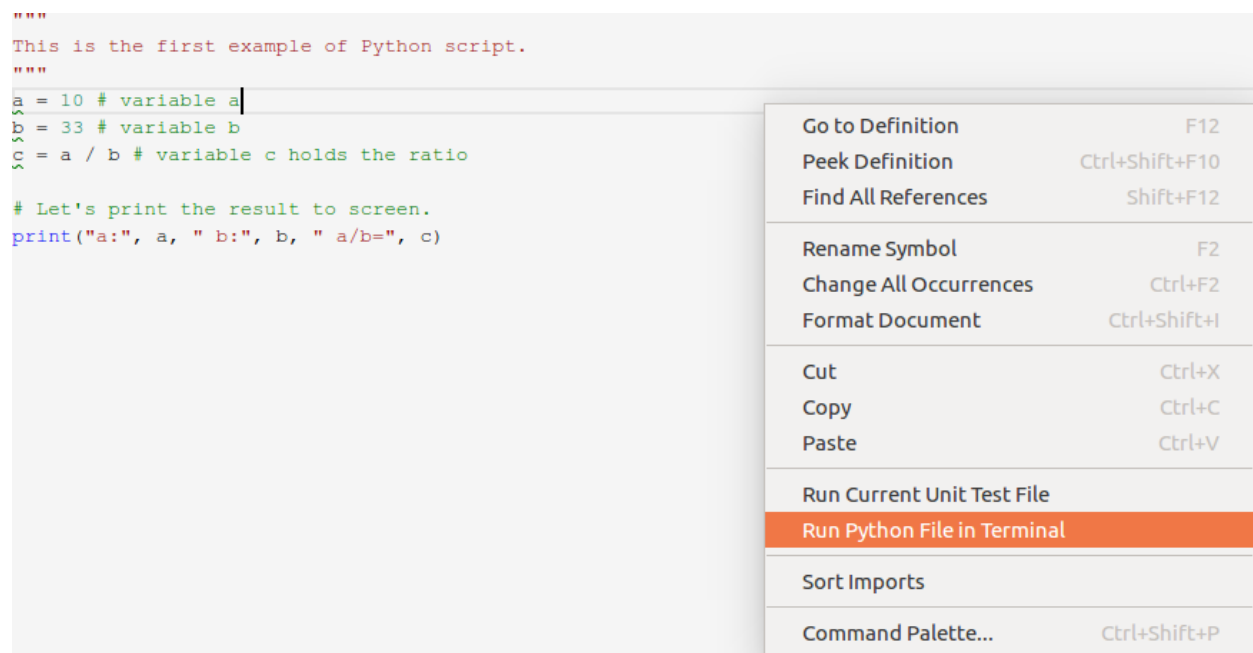 """
This is the first example of Python script.
"""
a = 10 # variable a
b = 33 # variable b
c = a / b # variable c holds the ratio
# Let's print the result to screen.
print("a:", a, " b:", b, " a/b=", c)
Go to Definition F12
Peek Definition Ctrl+Shift+F10
Find All References Shift+F12
Rename Symbol F2
Change All Occurrences Ctrl+F2
Format Document Ctrl+Shift+I
Cut Ctrl+X
Copy Ctrl+C
Paste Ctrl+V
Run Current Unit Test File
Run Python File in Terminal
Sort Imports
Command Palette... Ctrl+Shift+P